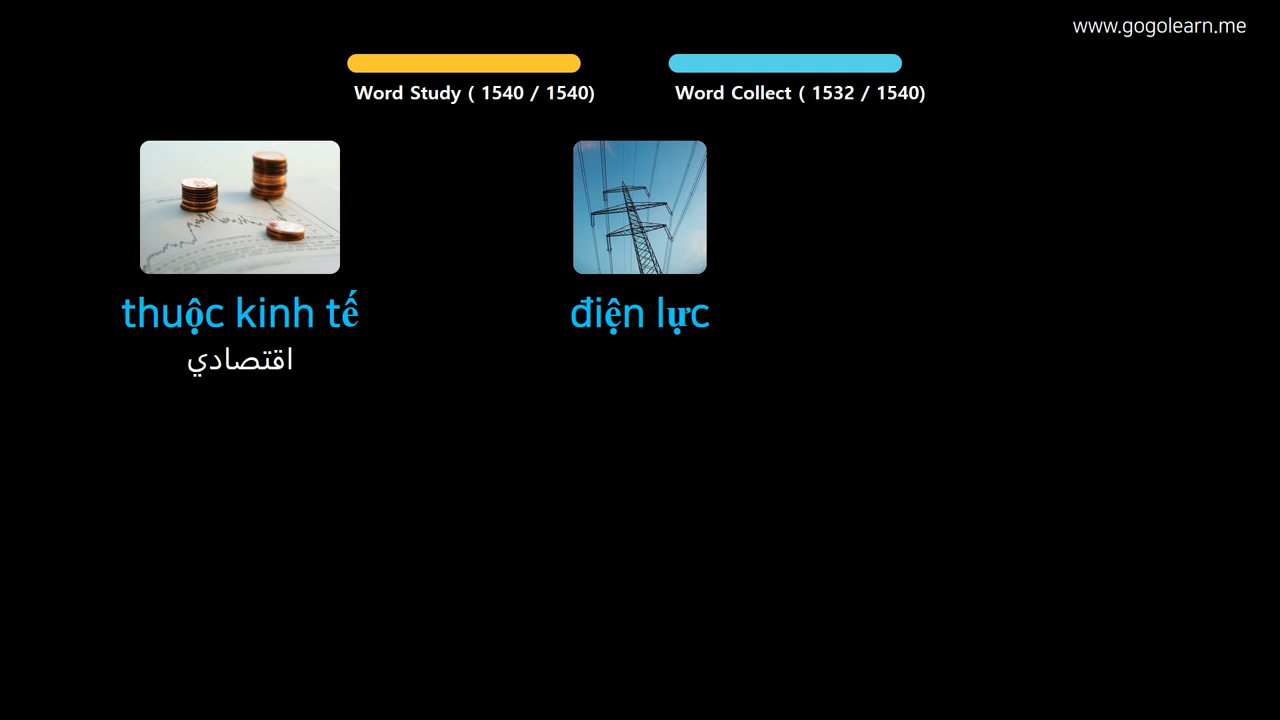 www.gogolearn.me
Word Study ( 1540 / 1540)
Word Collect ( 1532 / 1540)
thuộc kinh tế
اقتصادي
điện lực